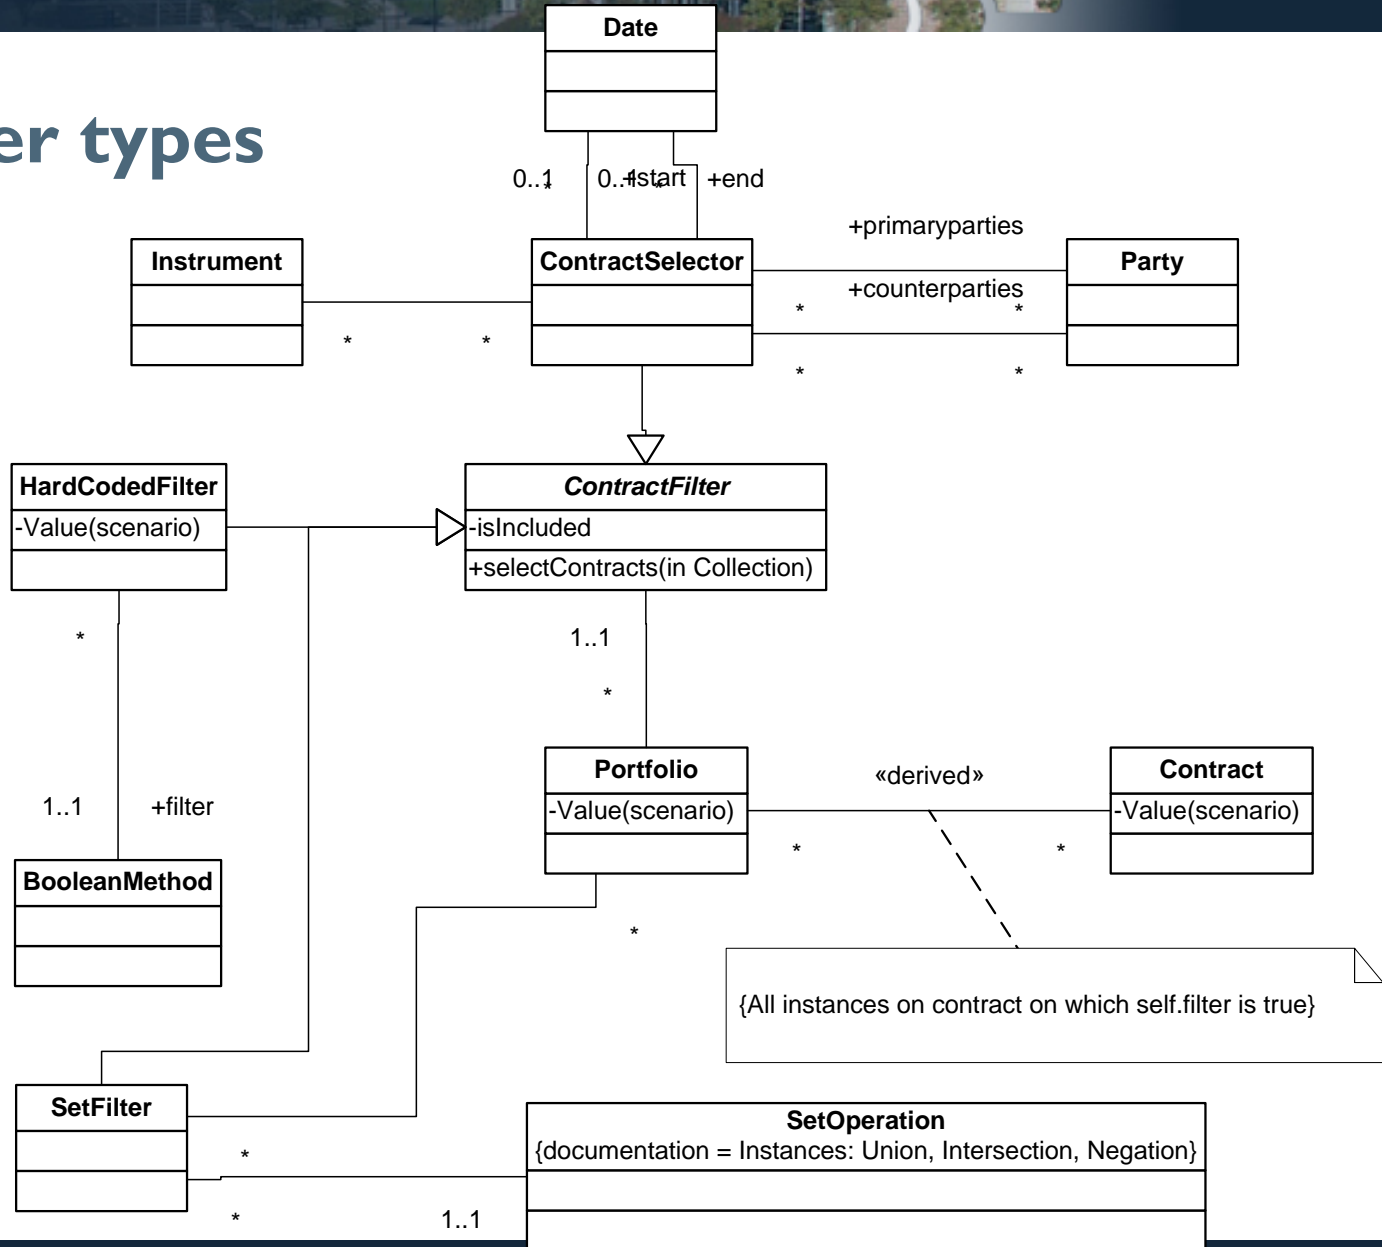 Date
er types
0..1
*
0..1
+start
*
+end
+primaryparties
Instrument
ContractSelector
Party
+counterparties
*
*
*
*
*
*
HardCodedFilter
-Value(scenario)
ContractFilter
-isIncluded
+selectContracts(in Collection)
*
1..1
*
Portfolio
-Value(scenario)
«derived»
Contract
-Value(scenario)
1..1
+filter
*
*
BooleanMethod
*
{All instances on contract on which self.filter is true}
SetFilter
SetOperation
{documentation = Instances: Union, Intersection, Negation}
*
*
1..1